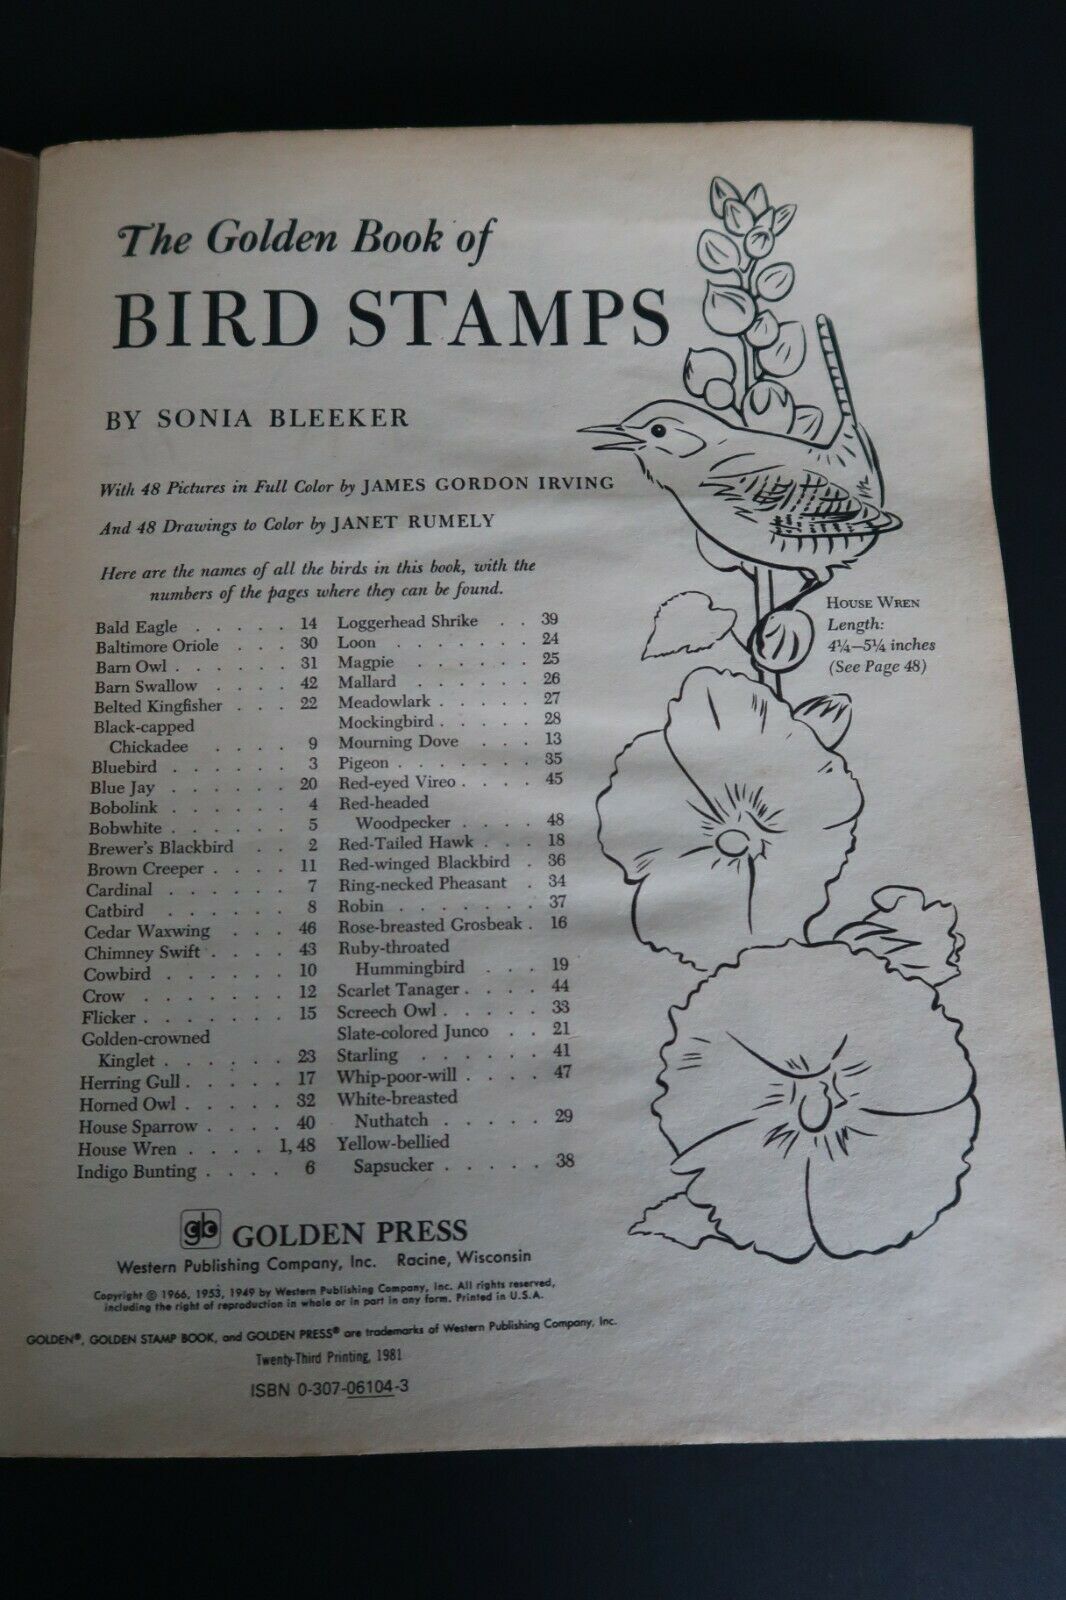 The Golden Book of
BIRD STAMPS
BY SONIA BLEEKER
With 48 Pictures in Full Color by JAMES GORDON IRVING
And 48 Drawings to Color by JANET RUMELY
Here are the names of all the birds in this book, with the
numbers of the pages where they can be found.
Bald Eagle . . . . . 14
Baltimore Oriole . . . 30
Barn Owl . . . . . . 31
Barn Swallow . . . . 42
Belted Kingfisher . . . 22
Black-capped
Chickadee . . . . 9
Bluebird . . . . . . 3
Blue Jay . . . . . . 20
Bobolink . . . . . . 4
Bobwhite . . . . . . 5
Brewer's Blackbird . . 2
Brown Creeper . . . . 11
Cardinal . . . . . . 7
Catbird . . . . . . 8
Cedar Waxwing . . . 46
Chimney Swift . . . . 43
Cowbird . . . . . . 10
Crow . . . . . . . 12
Flicker . . . . . . . 15
Golden-crowned
Kinglet . . . . . . 23
Herring Gull . . . . . 17
Horned Owl . . . . . 32
House Sparrow . . . . 40
House Wren . . . . 1, 48
Indigo Bunting . . . . 6
Loggerhead Shrike . . 39
Loon . . . . . . . 24
Magpie . . . . . . 25
Mallard . . . . . . 26
Meadowlark . . . . . 27
Mockingbird . . . . . 28
Mourning Dove . . . 13
Pigeon . . . . . . . 35
Red-eyed Vireo . . . . 45
Red-headed
Woodpecker . . . . 48
Red-Tailed Hawk . . . 18
Red-winged Blackbird . 36
Ring-necked Pheasant . 34
Robin . . . . . . . 37
Rose-breasted Grosbeak . 16
Ruby-throated
Hummingbird . . . 19
Scarlet Tanager . . . . 44
Screech Owl . . . . . 33
Slate-colored Junco . . 21
Starling . . . . . . 41
Whip-poor-will . . . . 47
White-breasted
Nuthatch . . . . . 29
Yellow-bellied
Sapsucker . . . . . 38
HOUSE WREN
Length:
4¼–5¼ inches
(See Page 48)
gb GOLDEN PRESS
Western Publishing Company, Inc. Racine, Wisconsin
Copyright © 1966, 1953, 1949 by Western Publishing Company, Inc. All rights reserved,
including the right of reproduction in whole or in part in any form. Printed in U.S.A.
GOLDEN®, GOLDEN STAMP BOOK, and GOLDEN PRESS® are trademarks of Western Publishing Company, Inc.
Twenty-Third Printing, 1981
ISBN 0-307-06104-3